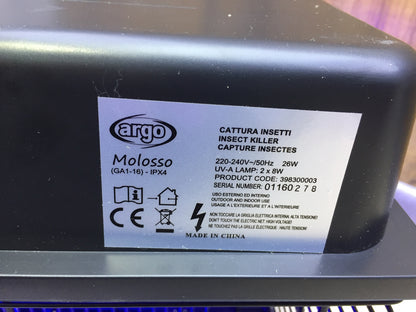 argo
Molosso
(GA1-16) - IPX4
CATTURA INSETTI
INSECT KILLER
CAPTURE INSECTES
220-240V~/50Hz 26W
UV-A LAMP: 2 x 8W
PRODUCT CODE: 398300003
SERIAL NUMBER: 01160278
USO ESTERNO ED INTERNO
OUTDOOR AND INDOOR USE
USAGE A L'EXTERIEURE ET A L'INTERIEURE
NON TOCCARE LA GRIGLIA ELETTRICA INTERNA (ALTA TENSIONE)
DON'T TOUCH THE ELECTRIC NET (HIGH VOLTAGE)
NE TOUCHEZ PAS LA GRILLE ÉLECTRIQUE (HAUTE TENSION)
MADE IN CHINA
CE